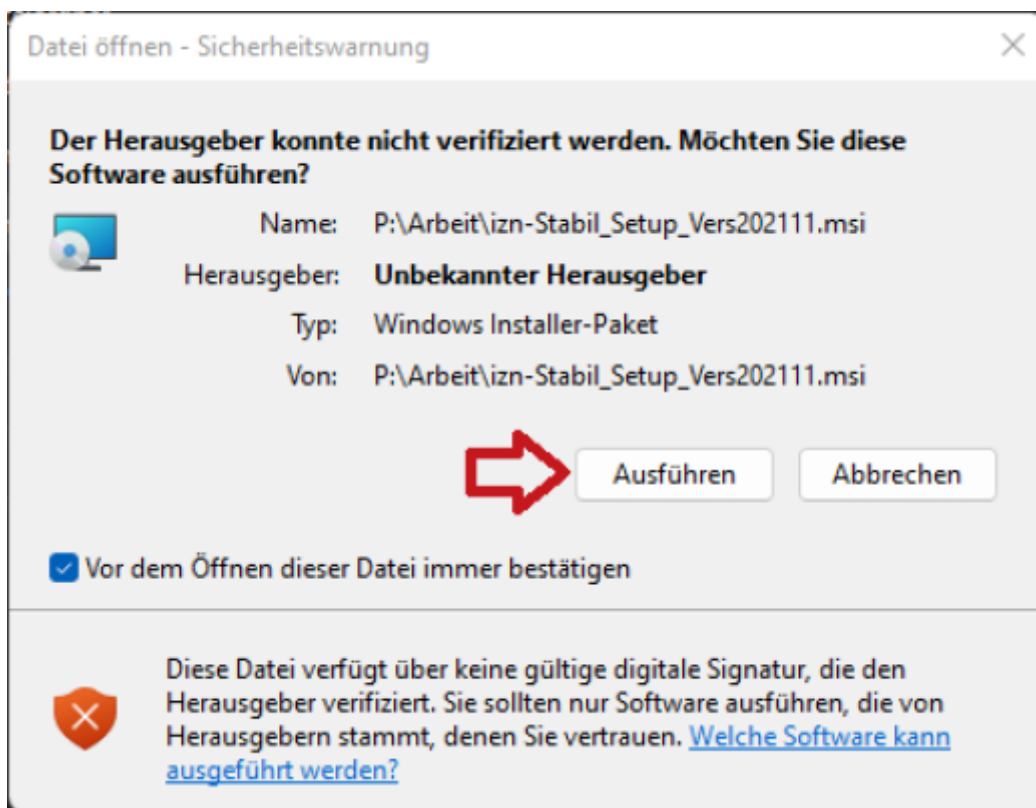 Datei öffnen - Sicherheitswarnung
Der Herausgeber konnte nicht verifiziert werden. Möchten Sie diese
Software ausführen?
Name: P:\Arbeit\izn-Stabil_Setup_Vers202111.msi
Herausgeber: Unbekannter Herausgeber
Typ: Windows Installer-Paket
Von: P:\Arbeit\izn-Stabil_Setup_Vers202111.msi
Ausführen Abbrechen
Vor dem Öffnen dieser Datei immer bestätigen
Diese Datei verfügt über keine gültige digitale Signatur, die den
Herausgeber verifiziert. Sie sollten nur Software ausführen, die von
Herausgebern stammt, denen Sie vertrauen. Welche Software kann
ausgeführt werden?